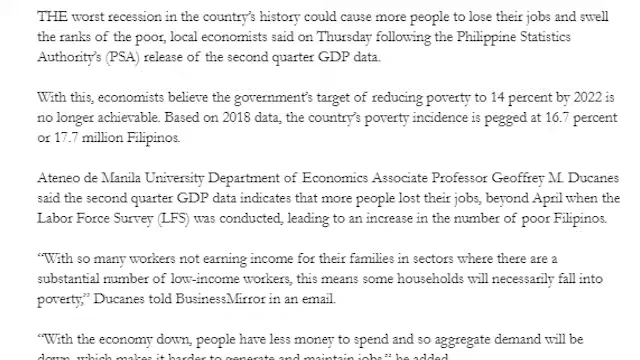 THE worst recession in the country's history could cause more people to lose their jobs and swell
the ranks of the poor, local economists said on Thursday following the Philippine Statistics
Authority's (PSA) release of the second quarter GDP data.
With this, economists believe the government's target of reducing poverty to 14 percent by 2022 is
no longer achievable. Based on 2018 data, the country's poverty incidence is pegged at 16.7 percent
or 17.7 million Filipinos.
Ateneo de Manila University Department of Economics Associate Professor Geoffrey M. Ducanes
said the second quarter GDP data indicates that more people lost their jobs, beyond April when the
Labor Force Survey (LFS) was conducted, leading to an increase in the number of poor Filipinos.
“With so many workers not earning income for their families in sectors where there are a
substantial number of low-income workers, this means some households will necessarily fall into
poverty,” Ducanes told BusinessMirror in an email.
“With the economy down, people have less money to spend and so aggregate demand will be
down, which makes it harder to generate and maintain jobs,” he added.